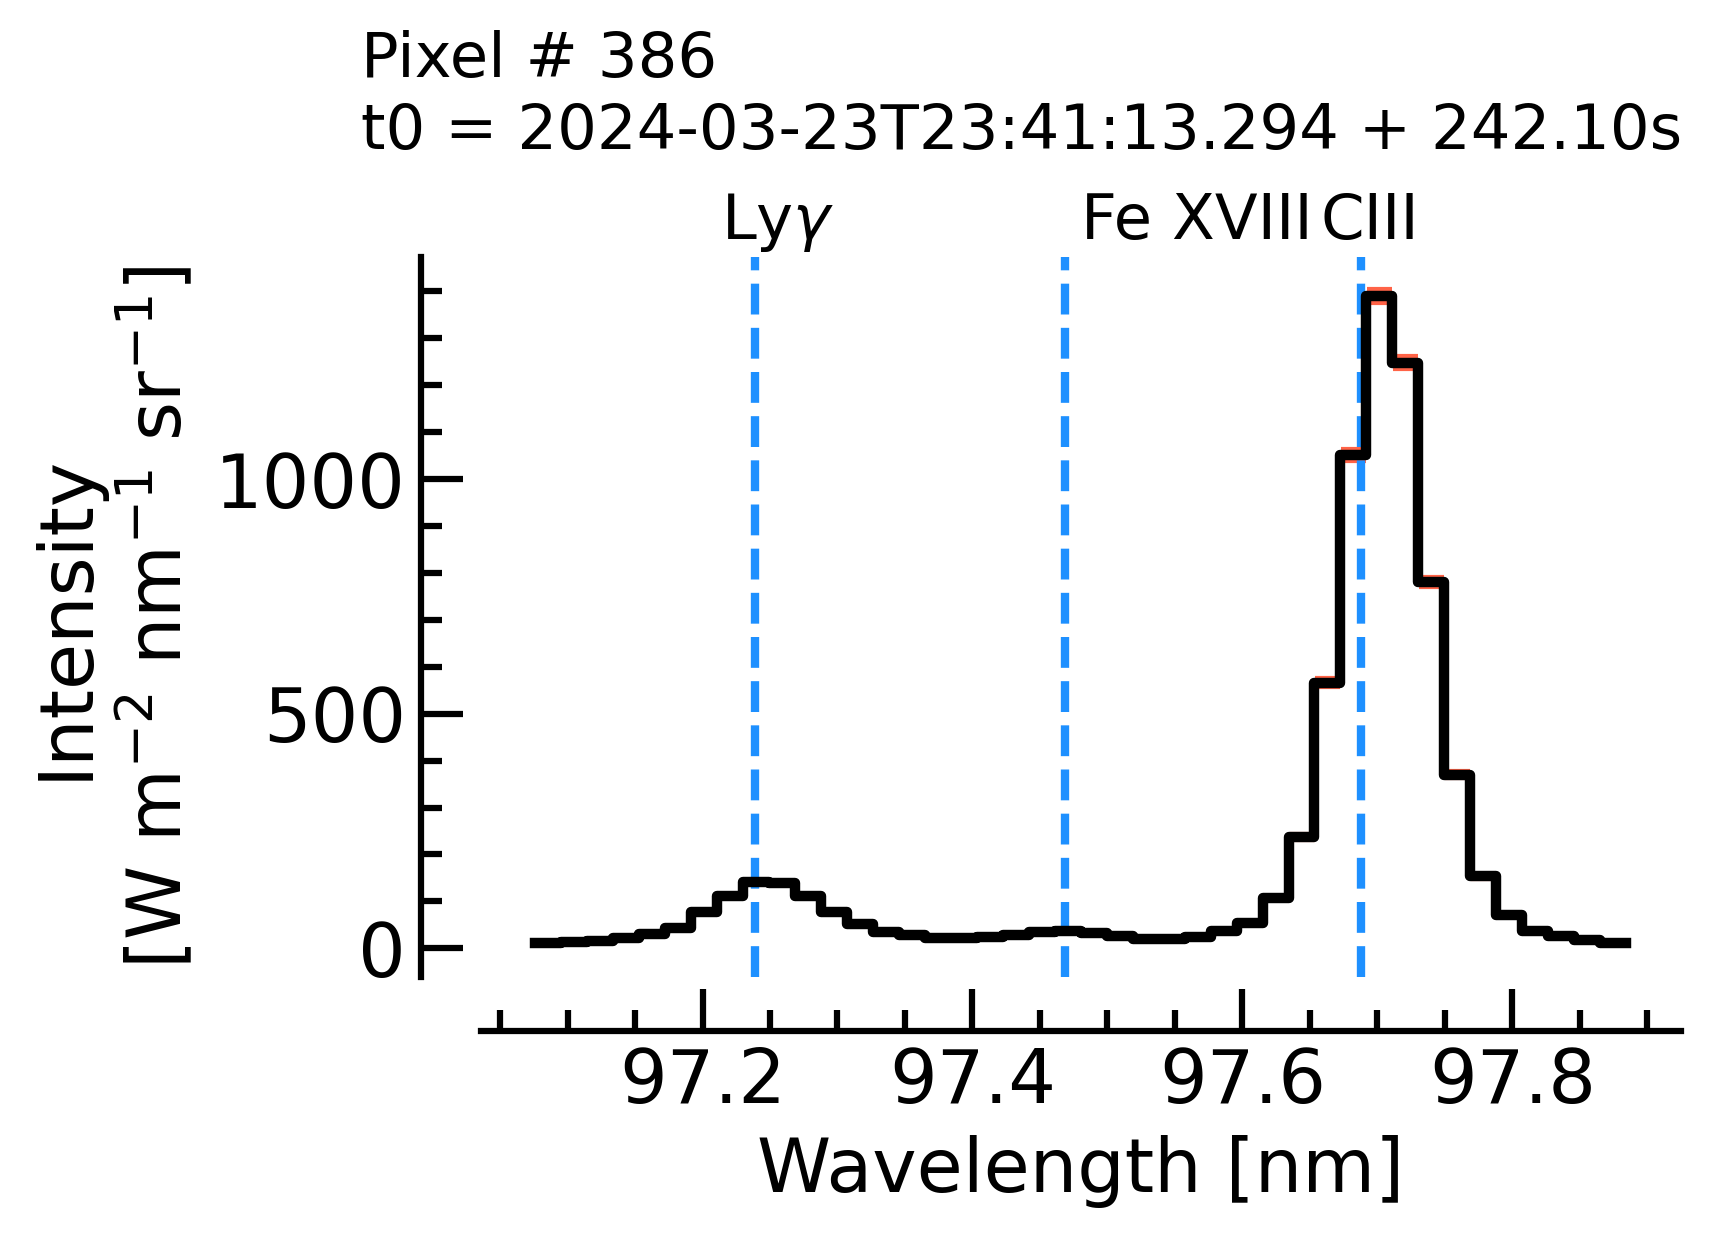 Pixel # 386
t0 = 2024-03-23T23:41:13.294 + 242.10s
Lyγ Fe XVIII CIII
Intensity
[W m⁻² nm⁻¹ sr⁻¹]
1000
500
0
97.2 97.4 97.6 97.8
Wavelength [nm]